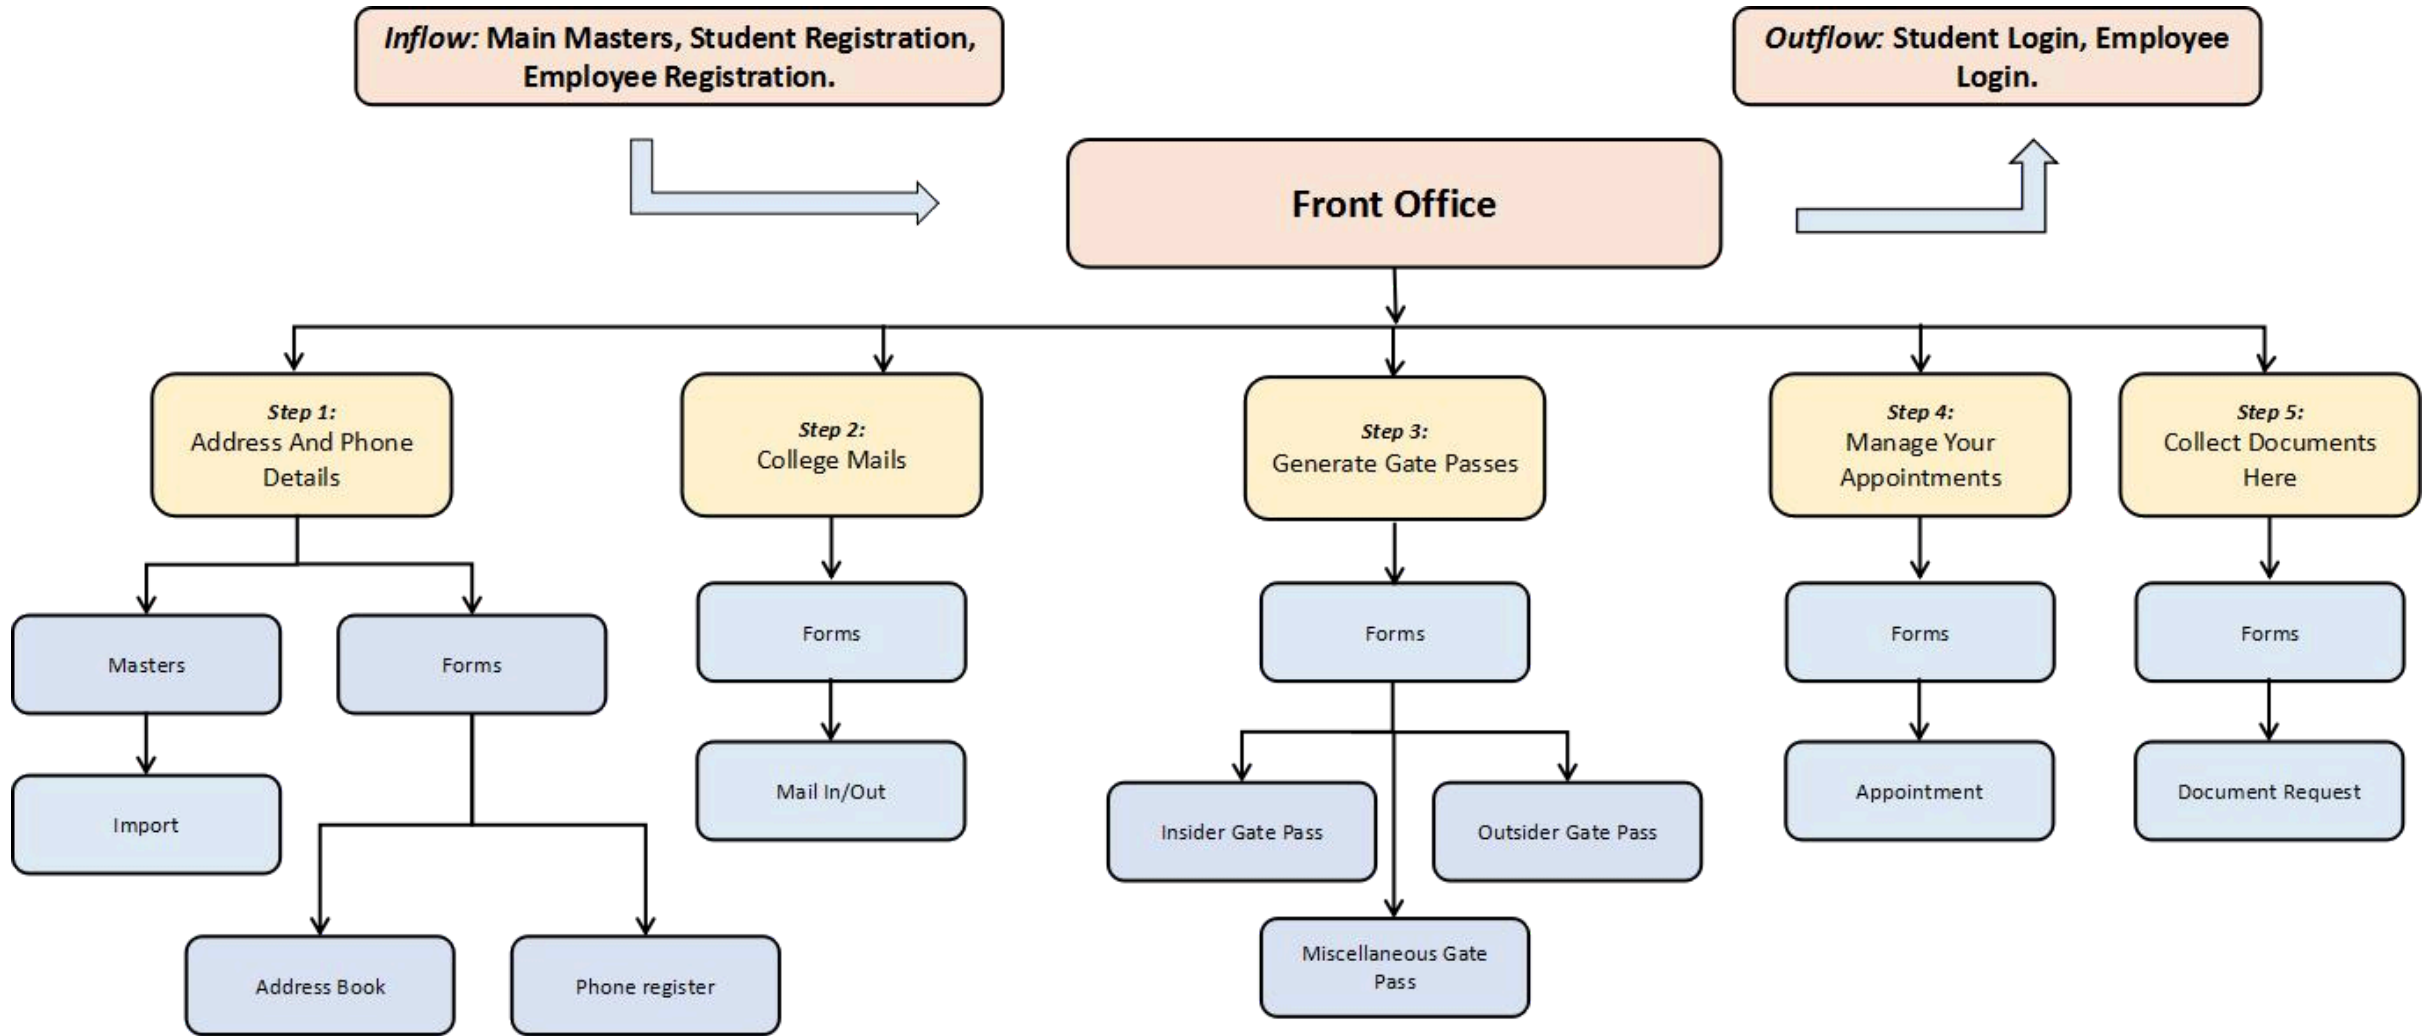 Inflow: Main Masters, Student Registration,
Employee Registration.
Outflow: Student Login, Employee
Login.
Front Office
Step 1:
Address And Phone
Details
Step 2:
College Mails
Step 3:
Generate Gate Passes
Step 4:
Manage Your
Appointments
Step 5:
Collect Documents
Here
Masters
Forms
Forms
Forms
Forms
Forms
Import
Mail In/Out
Insider Gate Pass
Outsider Gate Pass
Appointment
Document Request
Address Book
Phone register
Miscellaneous Gate
Pass